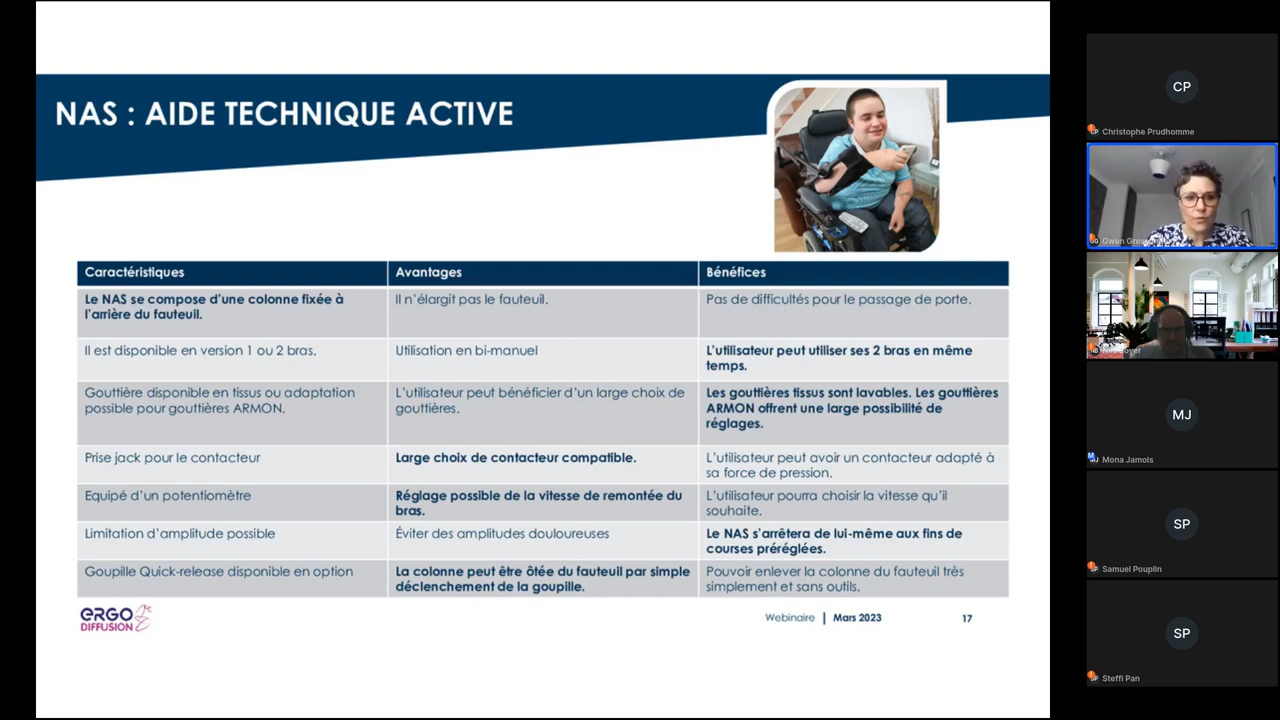 NAS : AIDE TECHNIQUE ACTIVE
Caractéristiques
Avantages
Bénéfices
Le NAS se compose d'une colonne fixée à
l'arrière du fauteuil.
Il n'élargit pas le fauteuil.
Pas de difficultés pour le passage de porte.
Il est disponible en version 1 ou 2 bras.
Utilisation en bi-manuel
L'utilisateur peut utiliser ses 2 bras en même
temps.
Gouttière disponible en tissus ou adaptation
possible pour gouttières ARMON.
L'utilisateur peut bénéficier d'un large choix de
gouttières.
Les gouttières tissus sont lavables. Les gouttières
ARMON offrent une large possibilité de
réglages.
Prise jack pour le contacteur
Large choix de contacteur compatible.
L'utilisateur peut avoir un contacteur adapté à
sa force de pression.
Equipé d'un potentiomètre
Réglage possible de la vitesse de remontée du
bras.
L'utilisateur pourra choisir la vitesse qu'il
souhaite.
Limitation d'amplitude possible
Éviter des amplitudes douloureuses
Le NAS s'arrêtera de lui-même aux fins de
courses préréglées.
Goupille Quick-release disponible en option
La colonne peut être ôtée du fauteuil par simple
déclenchement de la goupille.
Pouvoir enlever la colonne du fauteuil très
simplement et sans outils.
ERGO
DIFFUSION
Webinaire | Mars 2023
17
CP
Christophe Prudhomme
Gwen
MJ
Mona Jamois
SP
Samuel Pouplin
SP
Steffi Pan